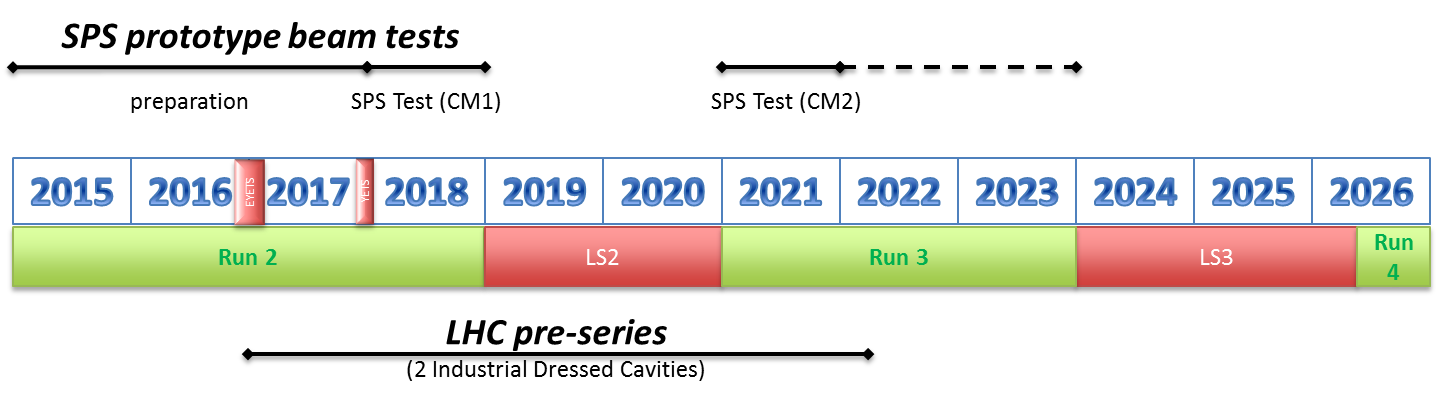 SPS prototype beam tests
preparation
SPS Test (CM1)
SPS Test (CM2)
2015 2016 EYETS 2017 YETS 2018 2019 2020 2021 2022 2023 2024 2025 2026
Run 2 LS2 Run 3 LS3 Run
4
LHC pre-series
(2 Industrial Dressed Cavities)